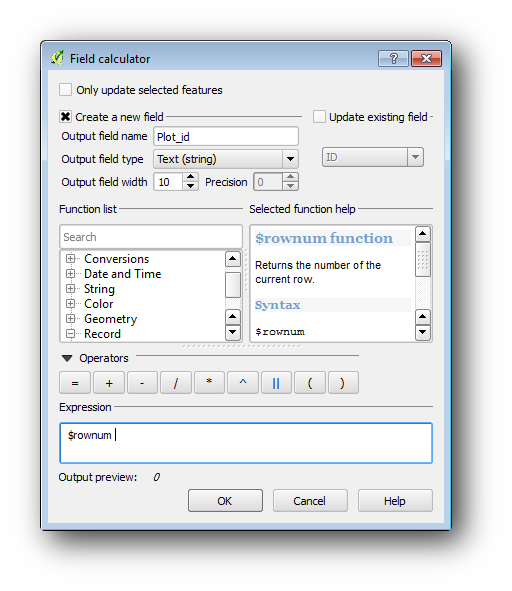 Field calculator
?
Only update selected features
Create a new field
Update existing field
Output field name Plot_id
Output field type Text (string)
ID
Output field width 10 Precision 0
Function list
Selected function help
Search
Conversions
Date and Time
String
Color
Geometry
Record
$rownum function
Returns the number of the
current row.
Syntax
$rownum
Operators
= + - / * ^ || ( )
Expression
$rownum
Output preview: 0
OK Cancel Help